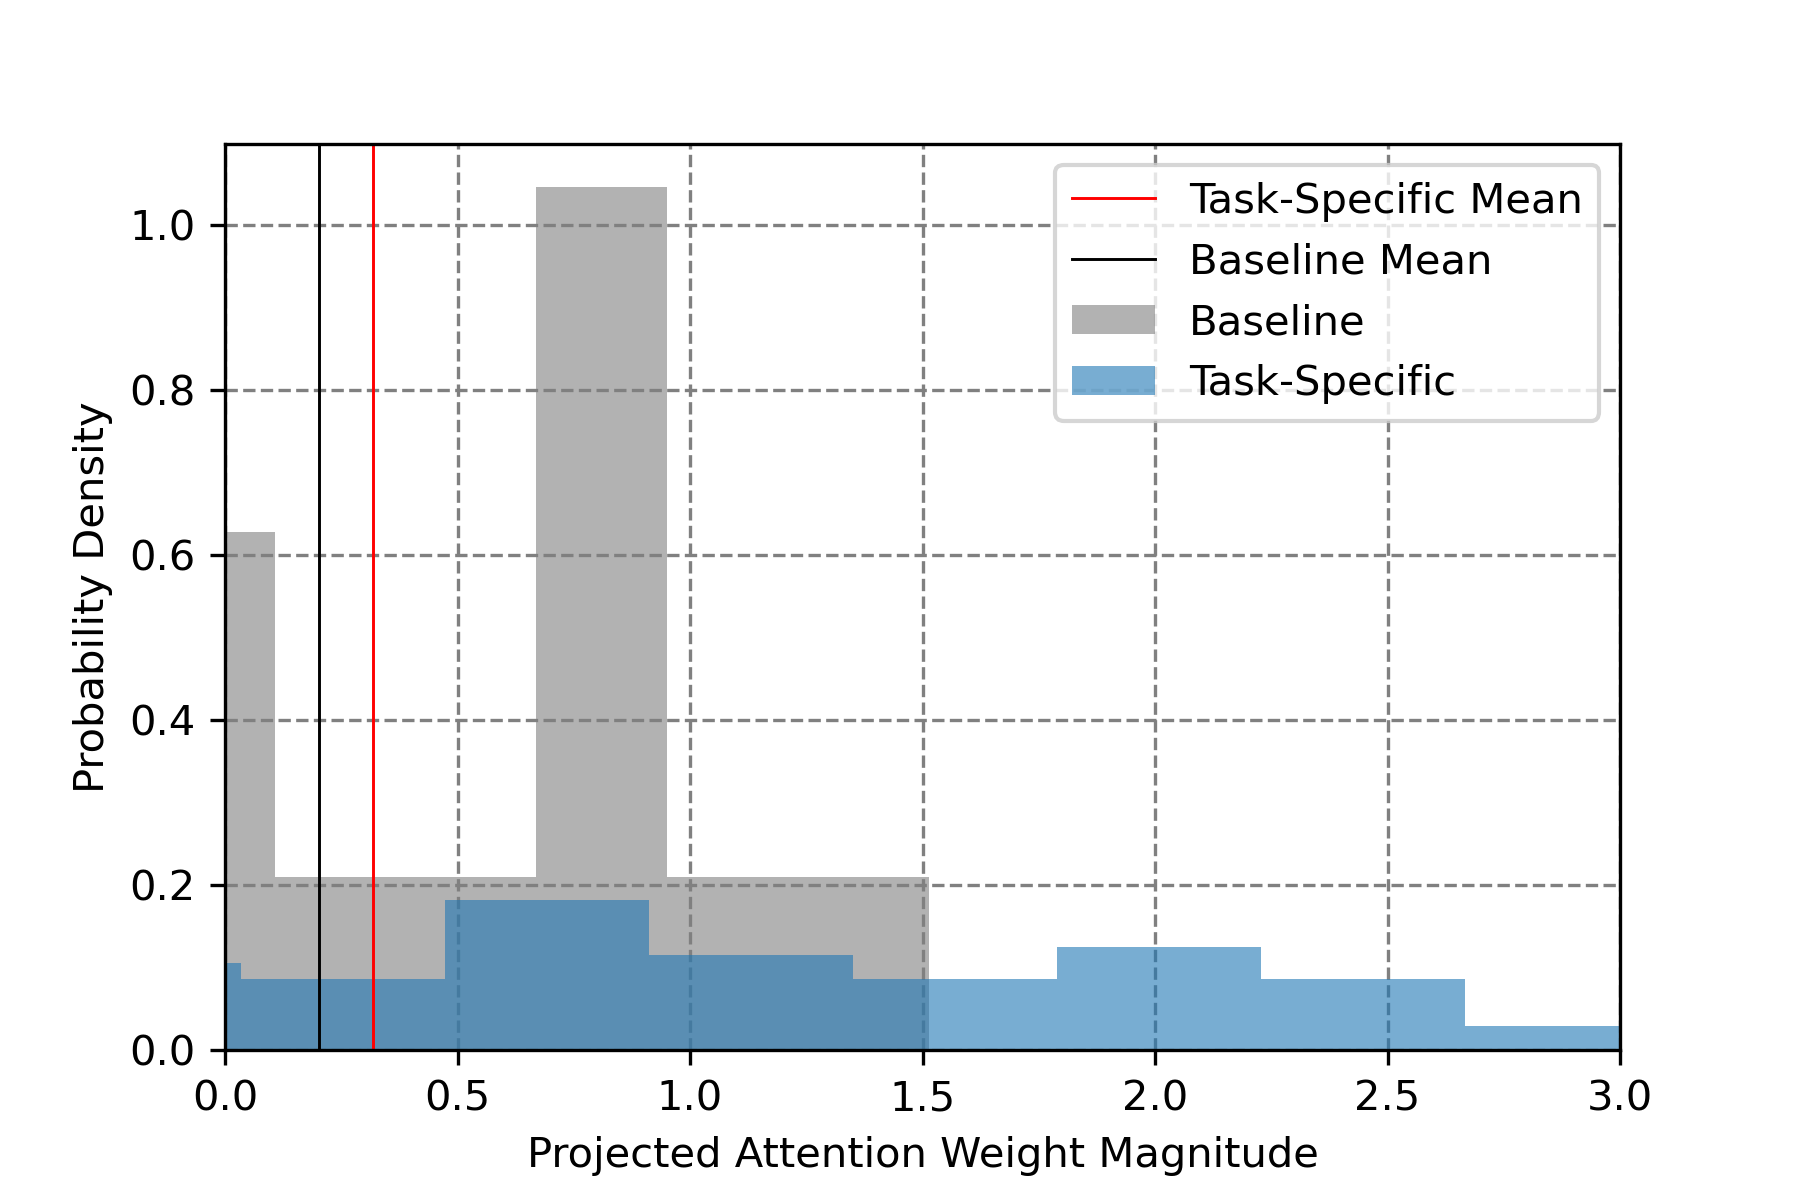 Task-Specific Mean
Baseline Mean
Baseline
Task-Specific
Probability Density
1.0
0.8
0.6
0.4
0.2
0.0
0.0 0.5 1.0 1.5 2.0 2.5 3.0
Projected Attention Weight Magnitude